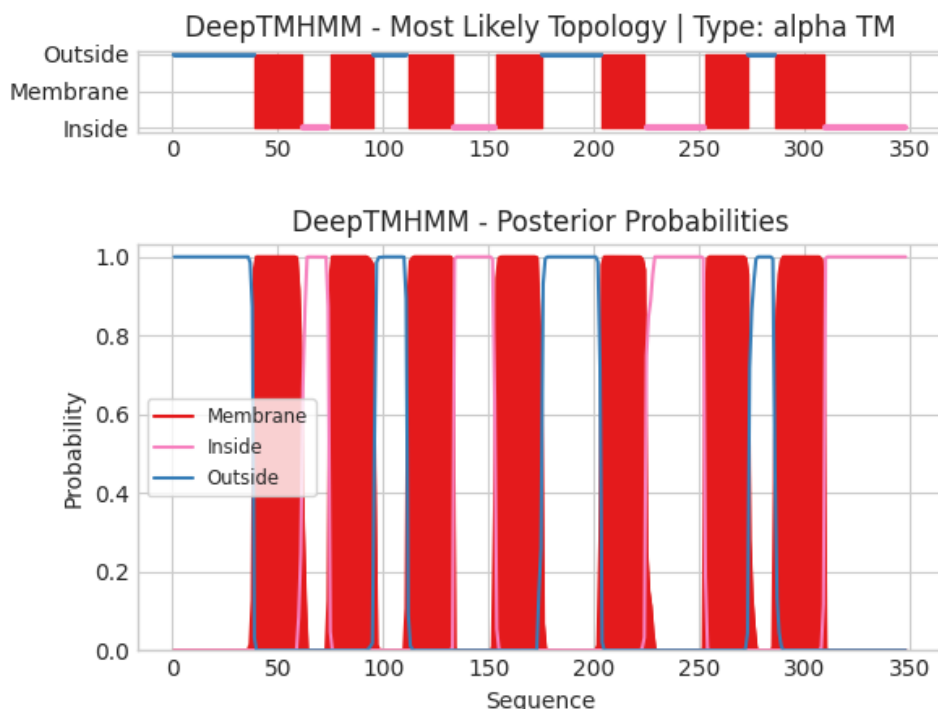 DeepTMHMM - Most Likely Topology | Type: alpha TM
Outside
Membrane
Inside
0 50 100 150 200 250 300 350
DeepTMHMM - Posterior Probabilities
1.0
0.8
0.6
0.4
0.2
0.0
Probability
Membrane
Inside
Outside
0 50 100 150 200 250 300 350
Sequence